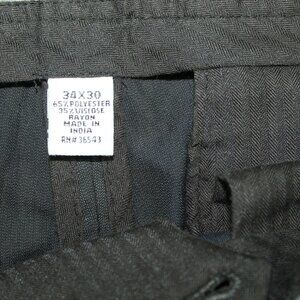 34X30
65% POLYESTER
35% VISCOSE
RAYON
MADE IN
INDIA
RN# 36543